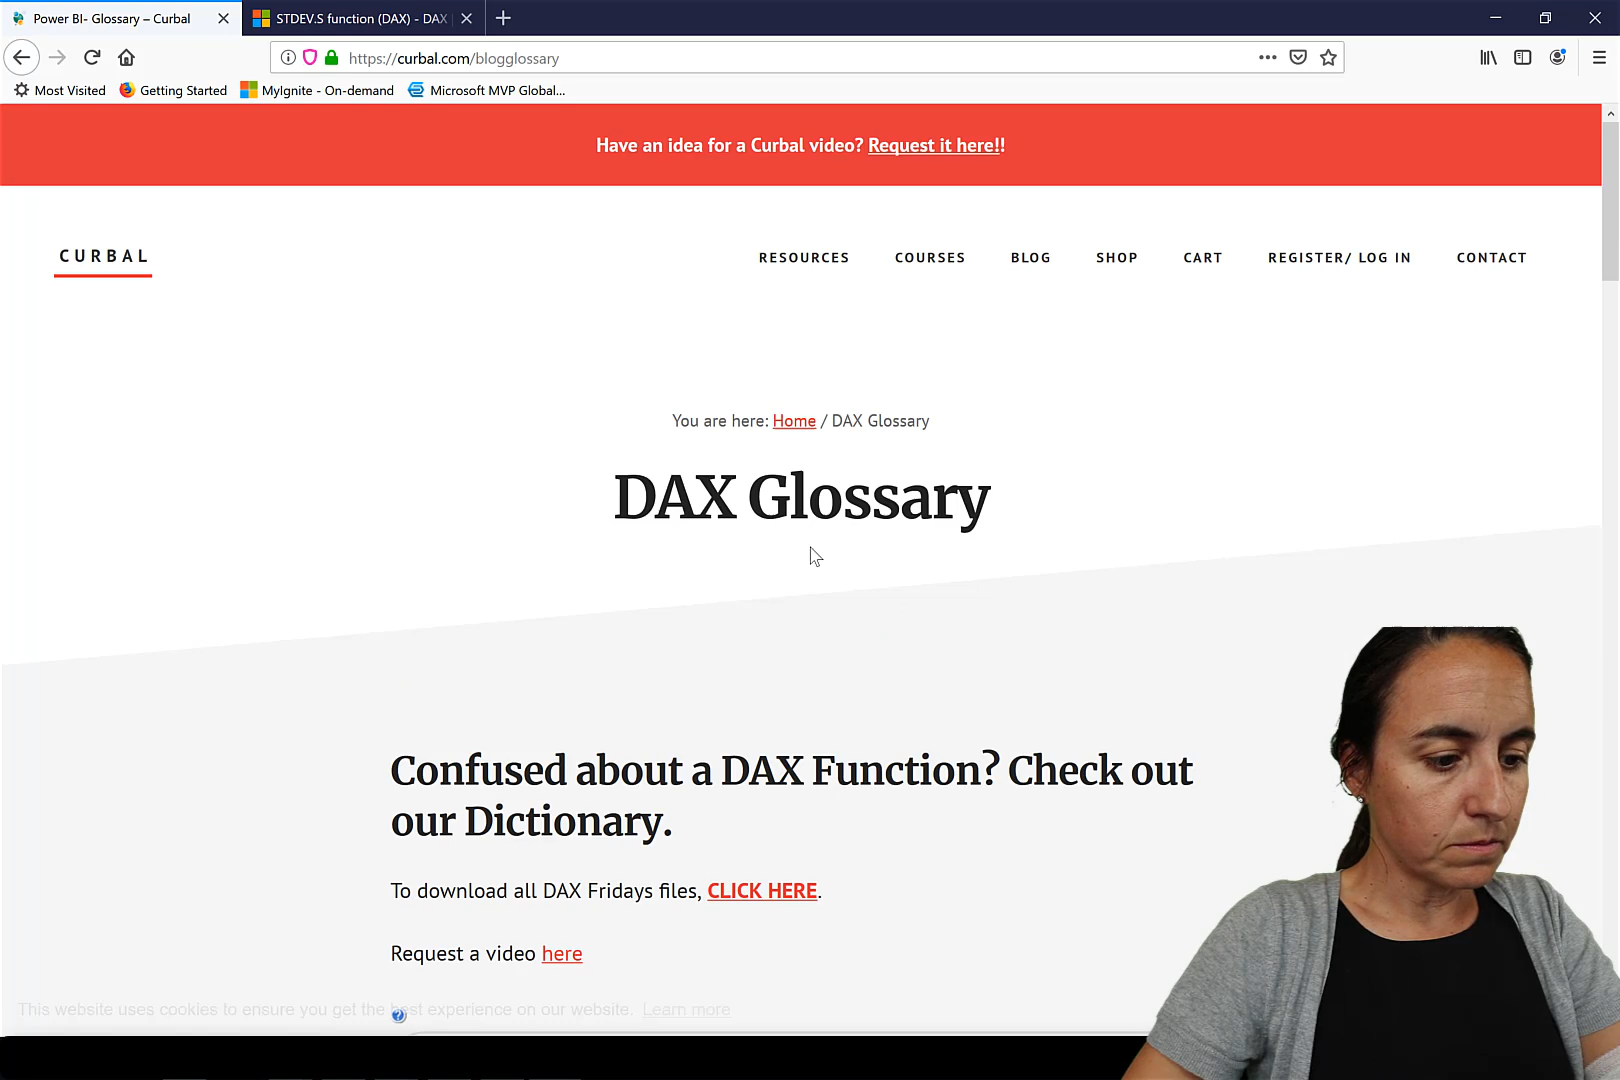 Power BI- Glossary – Curbal
STDEV.S function (DAX) - DAX
https://curbal.com/blogglossary
Most Visited
Getting Started
MyIgnite - On-demand
Microsoft MVP Global...
Have an idea for a Curbal video? Request it here!!
CURBAL
RESOURCES
COURSES
BLOG
SHOP
CART
REGISTER/ LOG IN
CONTACT
You are here: Home / DAX Glossary
DAX Glossary
Confused about a DAX Function? Check out
our Dictionary.
To download all DAX Fridays files, CLICK HERE.
Request a video here
This website uses cookies to ensure you get the best experience on our website. Learn more